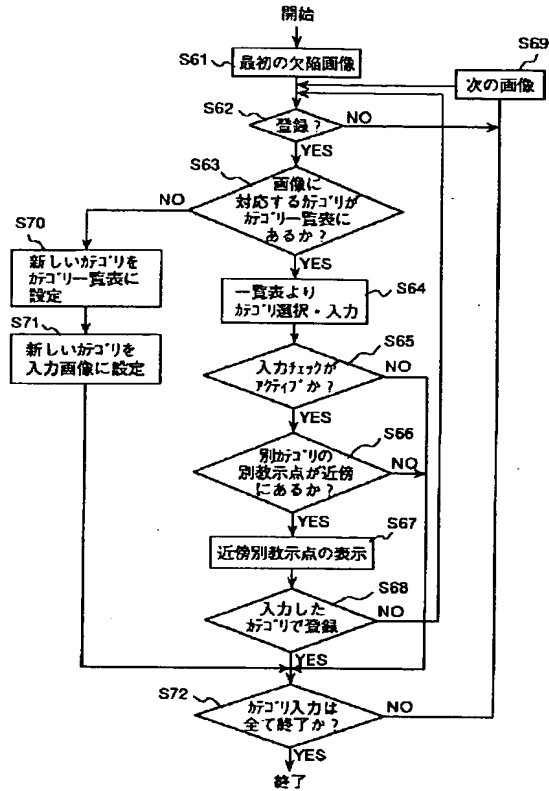 開始
S61
最初の欠陥画像
S69
次の画像
S62
登録？
NO
YES
S63
画像に
対応するカテゴリが
カテゴリ一覧表に
あるか？
NO
YES
S70
新しいカテゴリを
カテゴリ一覧表に
設定
S64
一覧表より
カテゴリ選択・入力
S71
新しいカテゴリを
入力画像に設定
S65
入力チェックが
アクティブか？
NO
YES
S66
別カテゴリの
別教示点が近傍
にあるか？
NO
YES
S67
近傍別教示点の表示
S68
入力した
カテゴリで登録
NO
YES
S72
カテゴリ入力は
全て終了か？
NO
YES
終了